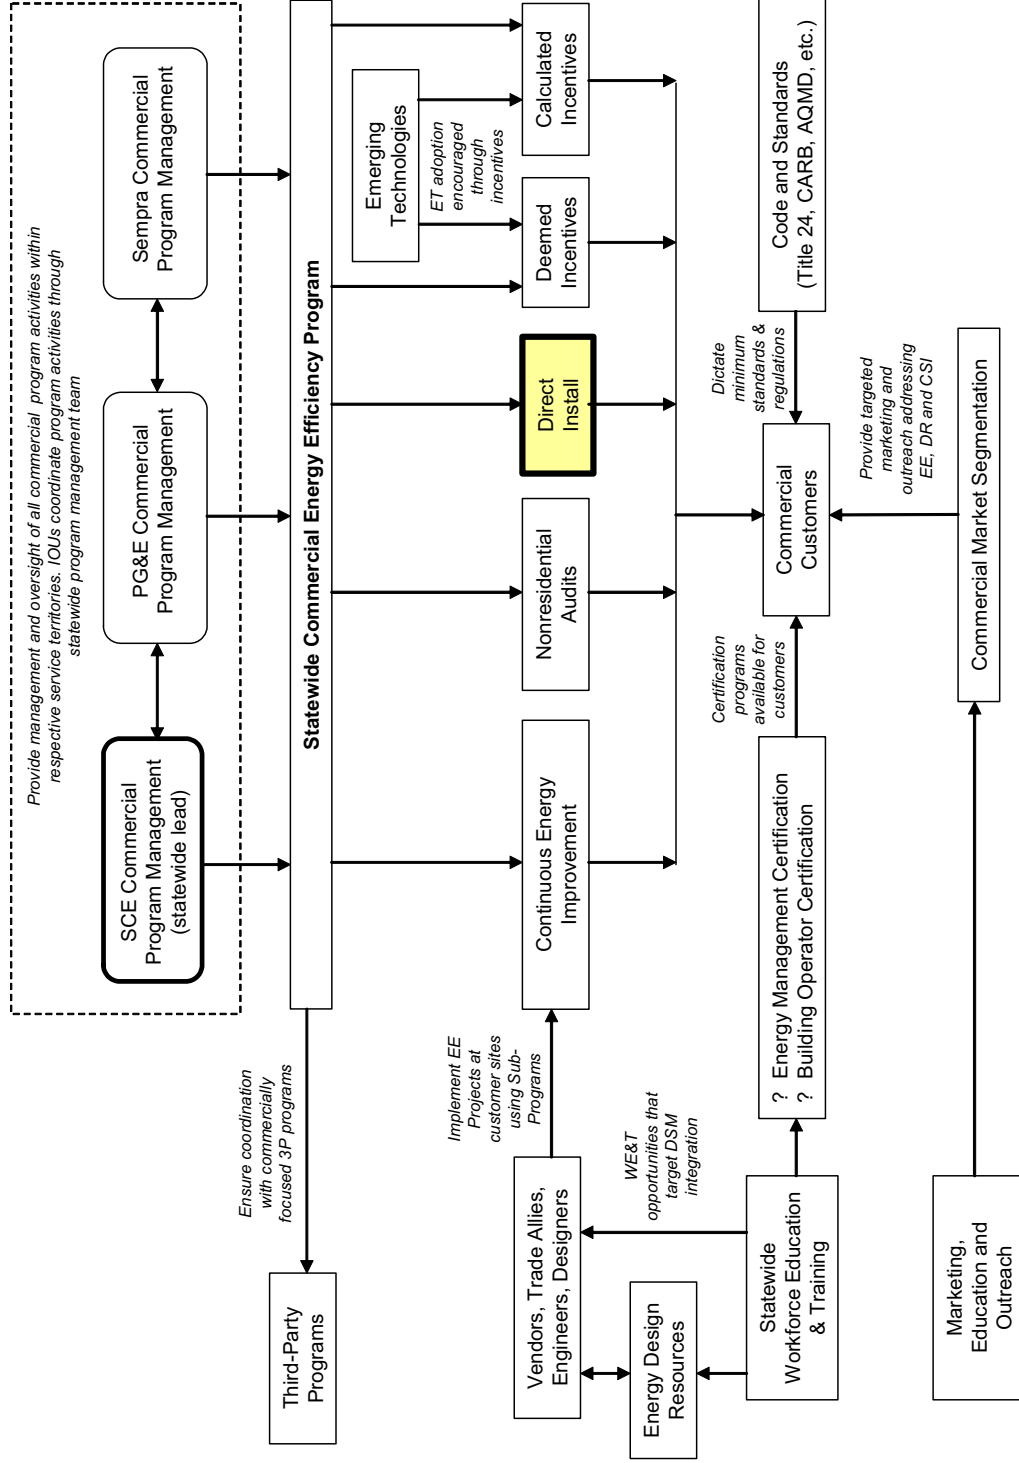 Provide management and oversight of all commercial program activities within
respective service territories. IOUs coordinate program activities through
statewide program management team
SCE Commercial
Program Management
(statewide lead)
PG&E Commercial
Program Management
Sempra Commercial
Program Management
Statewide Commercial Energy Efficiency Program
Ensure coordination
with commercially
focused 3P programs
Third-Party
Programs
Emerging
Technologies
ET adoption
encouraged
through
incentives
Implement EE
Projects at
customer sites
using Sub-
Programs
Continuous Energy
Improvement
Nonresidential
Audits
Direct
Install
Deemed
Incentives
Calculated
Incentives
Vendors, Trade Allies,
Engineers, Designers
WE&T
opportunities that
target DSM
integration
Energy Design
Resources
Statewide
Workforce Education
& Training
? Energy Management Certification
? Building Operator Certification
Certification
programs
available for
customers
Commercial
Customers
Dictate
minimum
standards &
regulations
Code and Standards
(Title 24, CARB, AQMD, etc.)
Provide targeted
marketing and
outreach addressing
EE, DR and CSI
Marketing,
Education and
Outreach
Commercial Market Segmentation